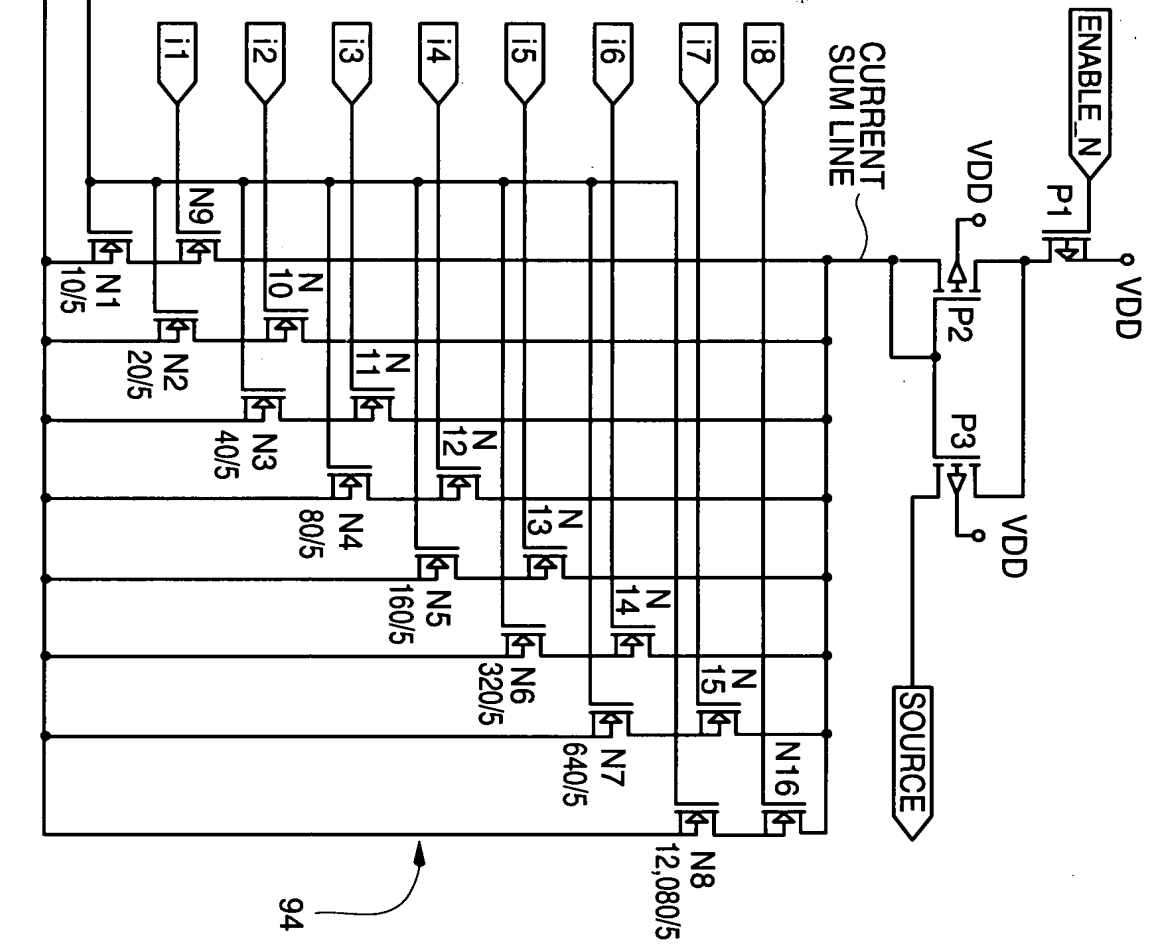 VDD
ENABLE_N
P1
VDD
VDD
P2
P3
SOURCE
CURRENT
SUM LINE
i8
N16
i7
N
15
N8
12,080/5
i6
N
14
N7
640/5
i5
N
13
N6
320/5
i4
N
12
N5
160/5
i3
N
11
N4
80/5
i2
N
10
N3
40/5
94
i1
N9
N2
20/5
N1
10/5